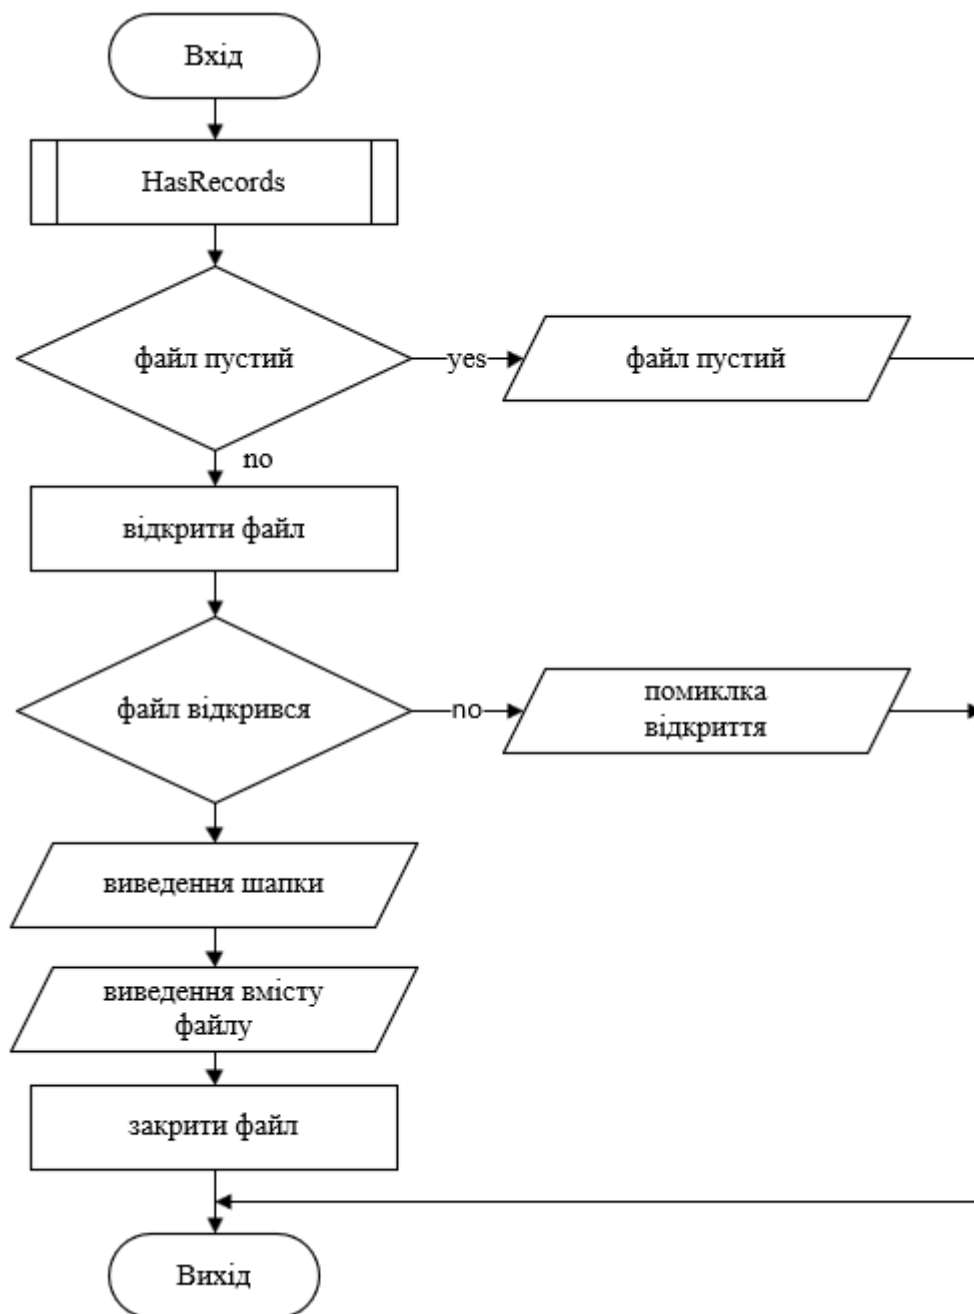 Вхід
HasRecords
файл пустий
yes
файл пустий
no
відкрити файл
файл відкрився
no
помиклка
відкриття
виведення шапки
виведення вмісту
файлу
закрити файл
Вихід